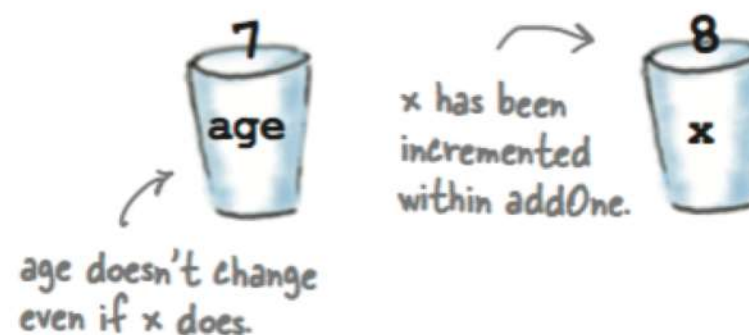 7
age
age doesn't change
even if x does.
x has been
incremented
within addOne.
8
x